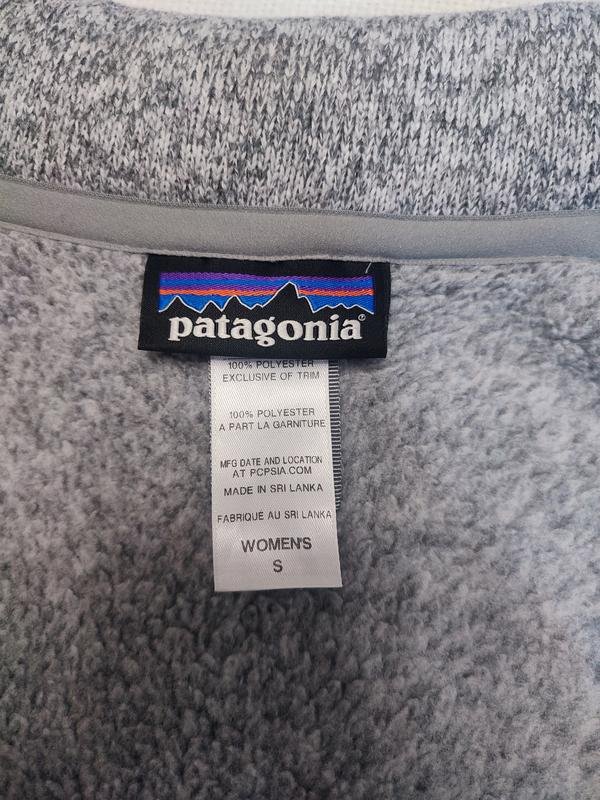 patagonia®
100% POLYESTER
EXCLUSIVE OF TRIM
100% POLYESTER
A PART LA GARNITURE
MFG DATE AND LOCATION
AT PCPSIA.COM
MADE IN SRI LANKA
FABRIQUÉ AU SRI LANKA
WOMEN'S
S